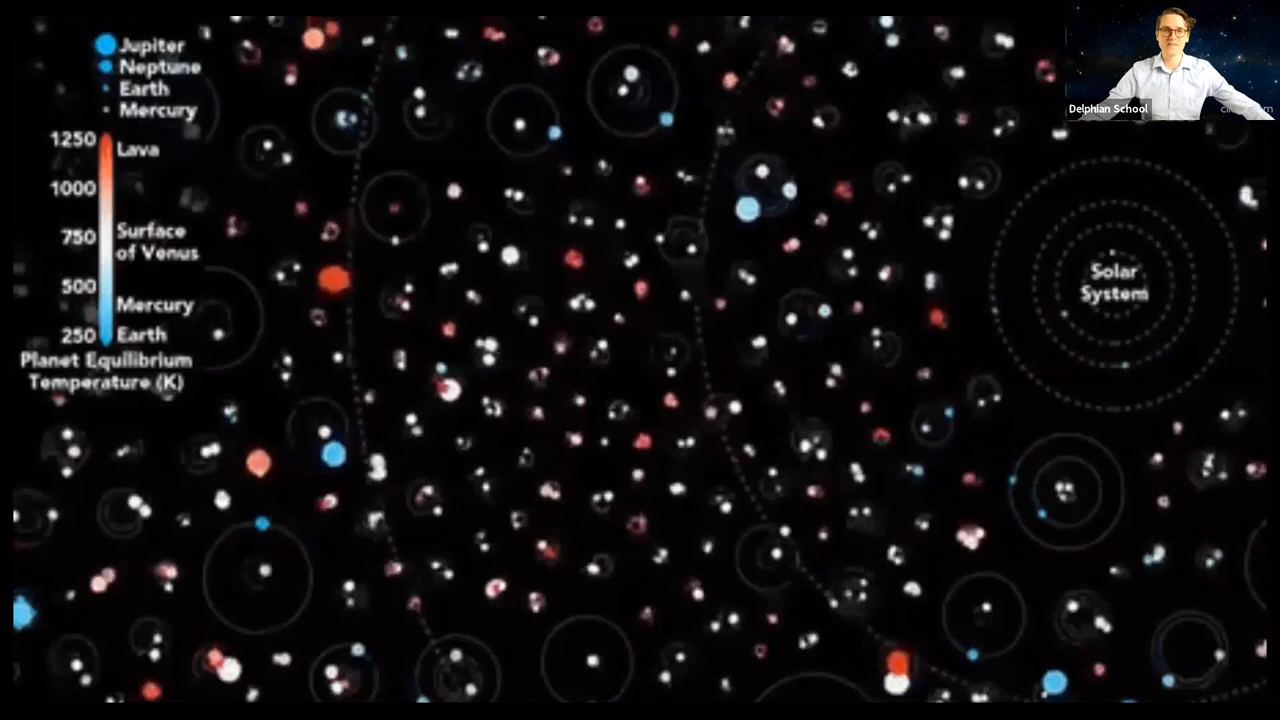 Jupiter
Neptune
Earth
Mercury
1250
Lava
1000
750
Surface
of Venus
500
Mercury
250
Earth
Planet Equilibrium
Temperature (K)
Solar
System
Delphian School